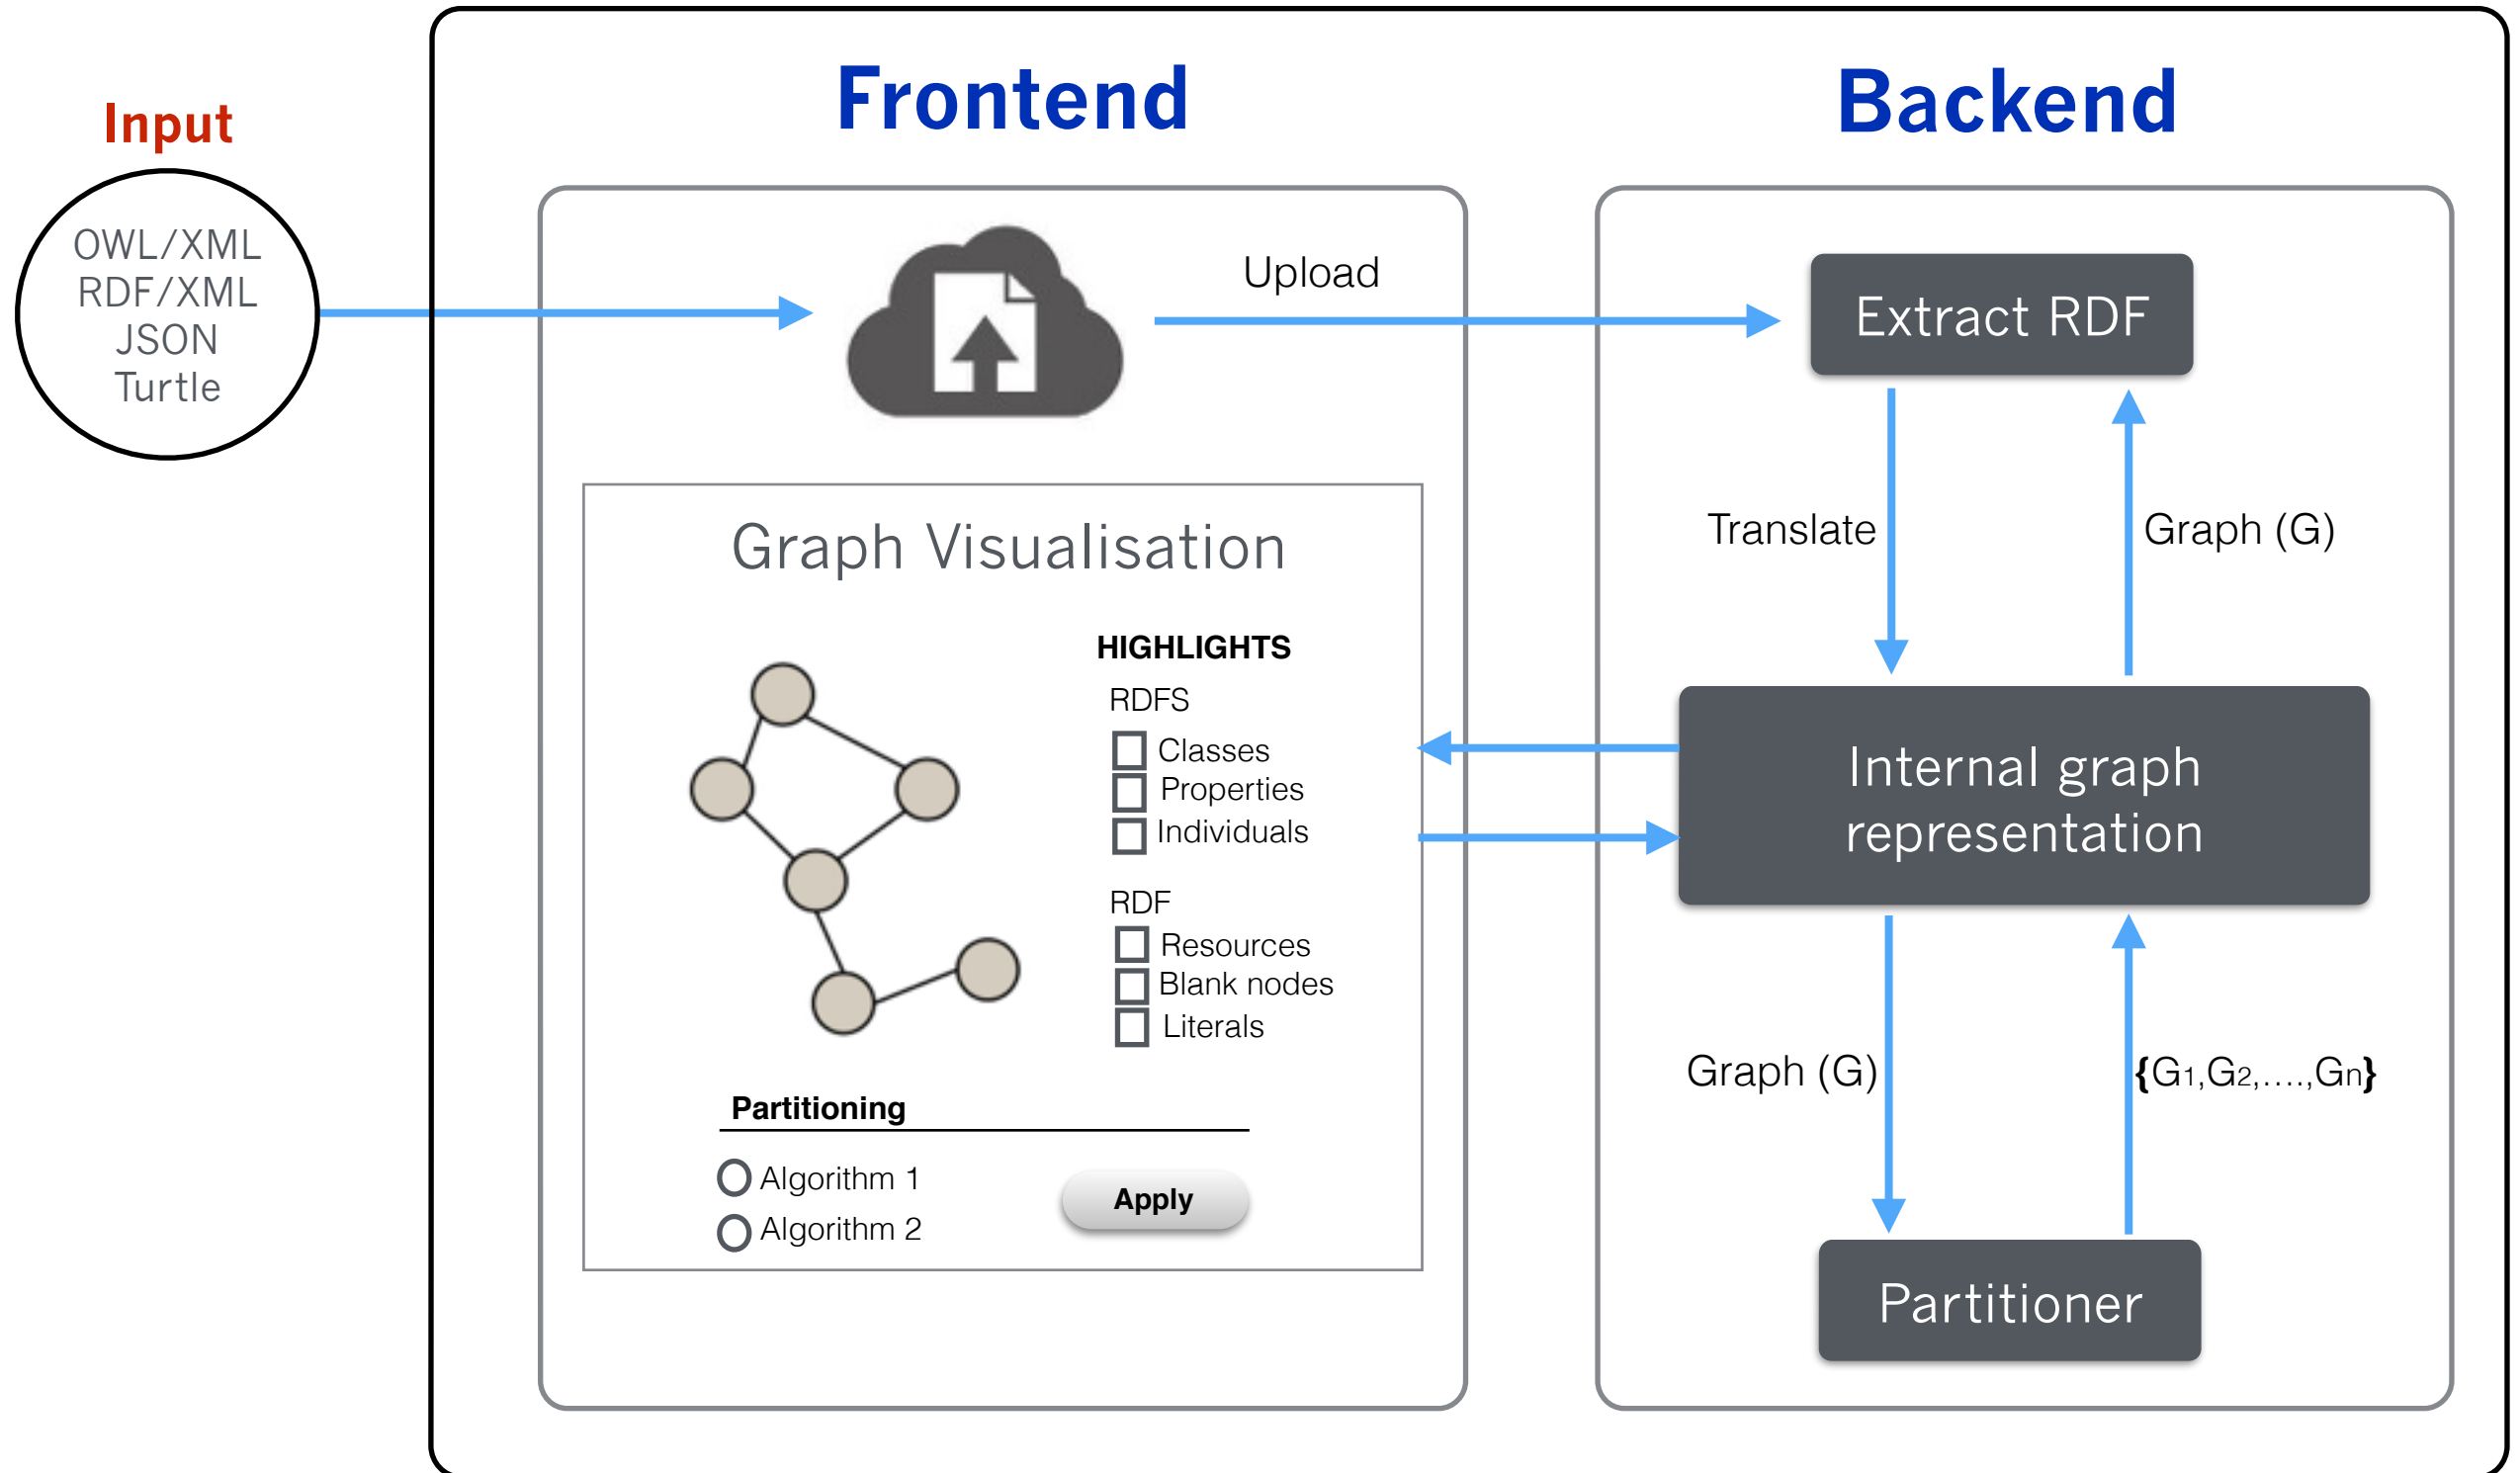 Input
OWL/XML
RDF/XML
JSON
Turtle
Frontend
Upload
Graph Visualisation
HIGHLIGHTS
RDFS
Classes
Properties
Individuals
RDF
Resources
Blank nodes
Literals
Partitioning
Algorithm 1
Algorithm 2
Apply
Backend
Extract RDF
Translate
Graph (G)
Internal graph
representation
Graph (G)
{G1,G2,....,Gn}
Partitioner